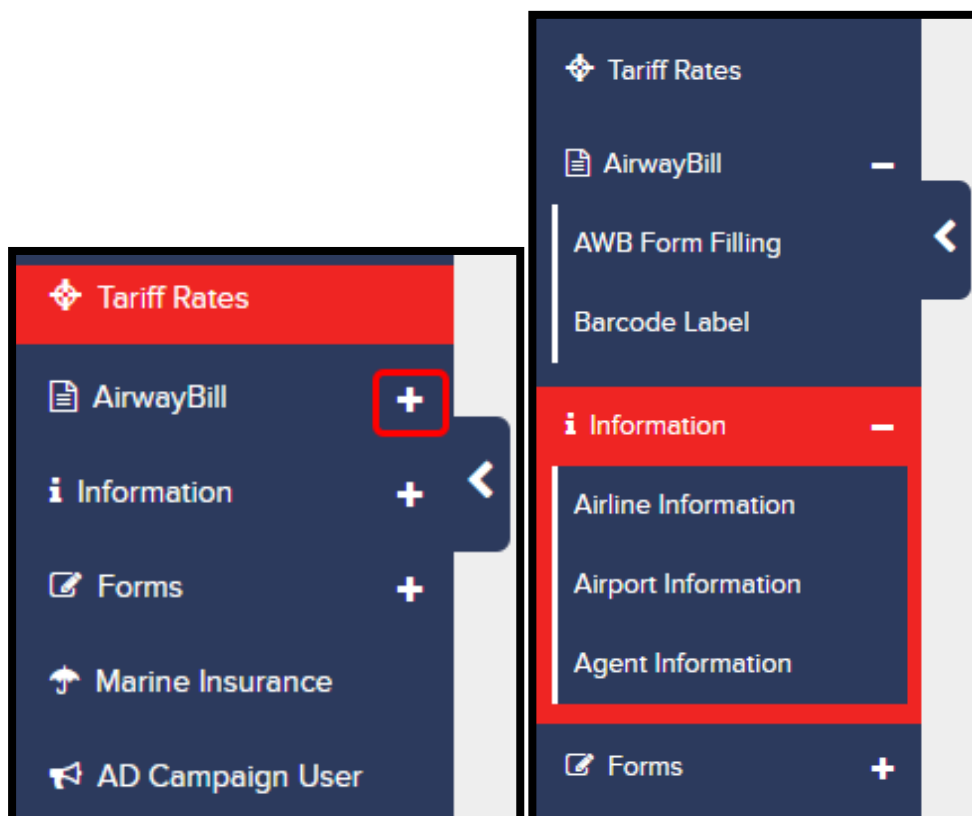 Tariff Rates
AirwayBill
Information
Forms
Marine Insurance
AD Campaign User
Tariff Rates
AirwayBill
AWB Form Filling
Barcode Label
Information
Airline Information
Airport Information
Agent Information
Forms